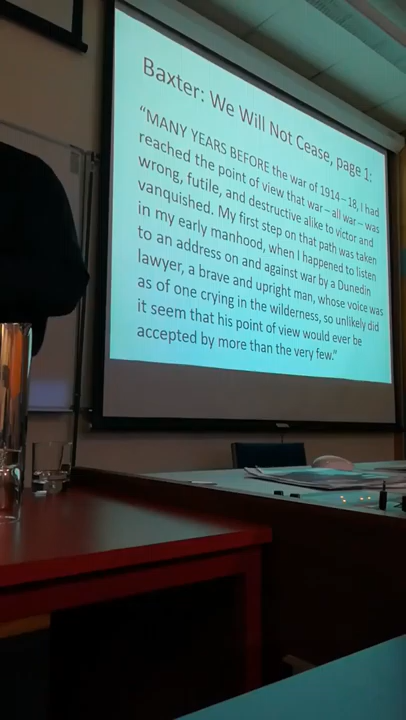 Baxter: We Will Not Cease, page 1:
“MANY YEARS BEFORE the war of 1914–18, I had
reached the point of view that war – all war – was
wrong, futile, and destructive alike to victor and
vanquished. My first step on that path was taken
in my early manhood, when I happened to listen
to an address on and against war by a Dunedin
lawyer, a brave and upright man, whose voice was
as of one crying in the wilderness, so unlikely did
it seem that his point of view would ever be
accepted by more than the very few.”